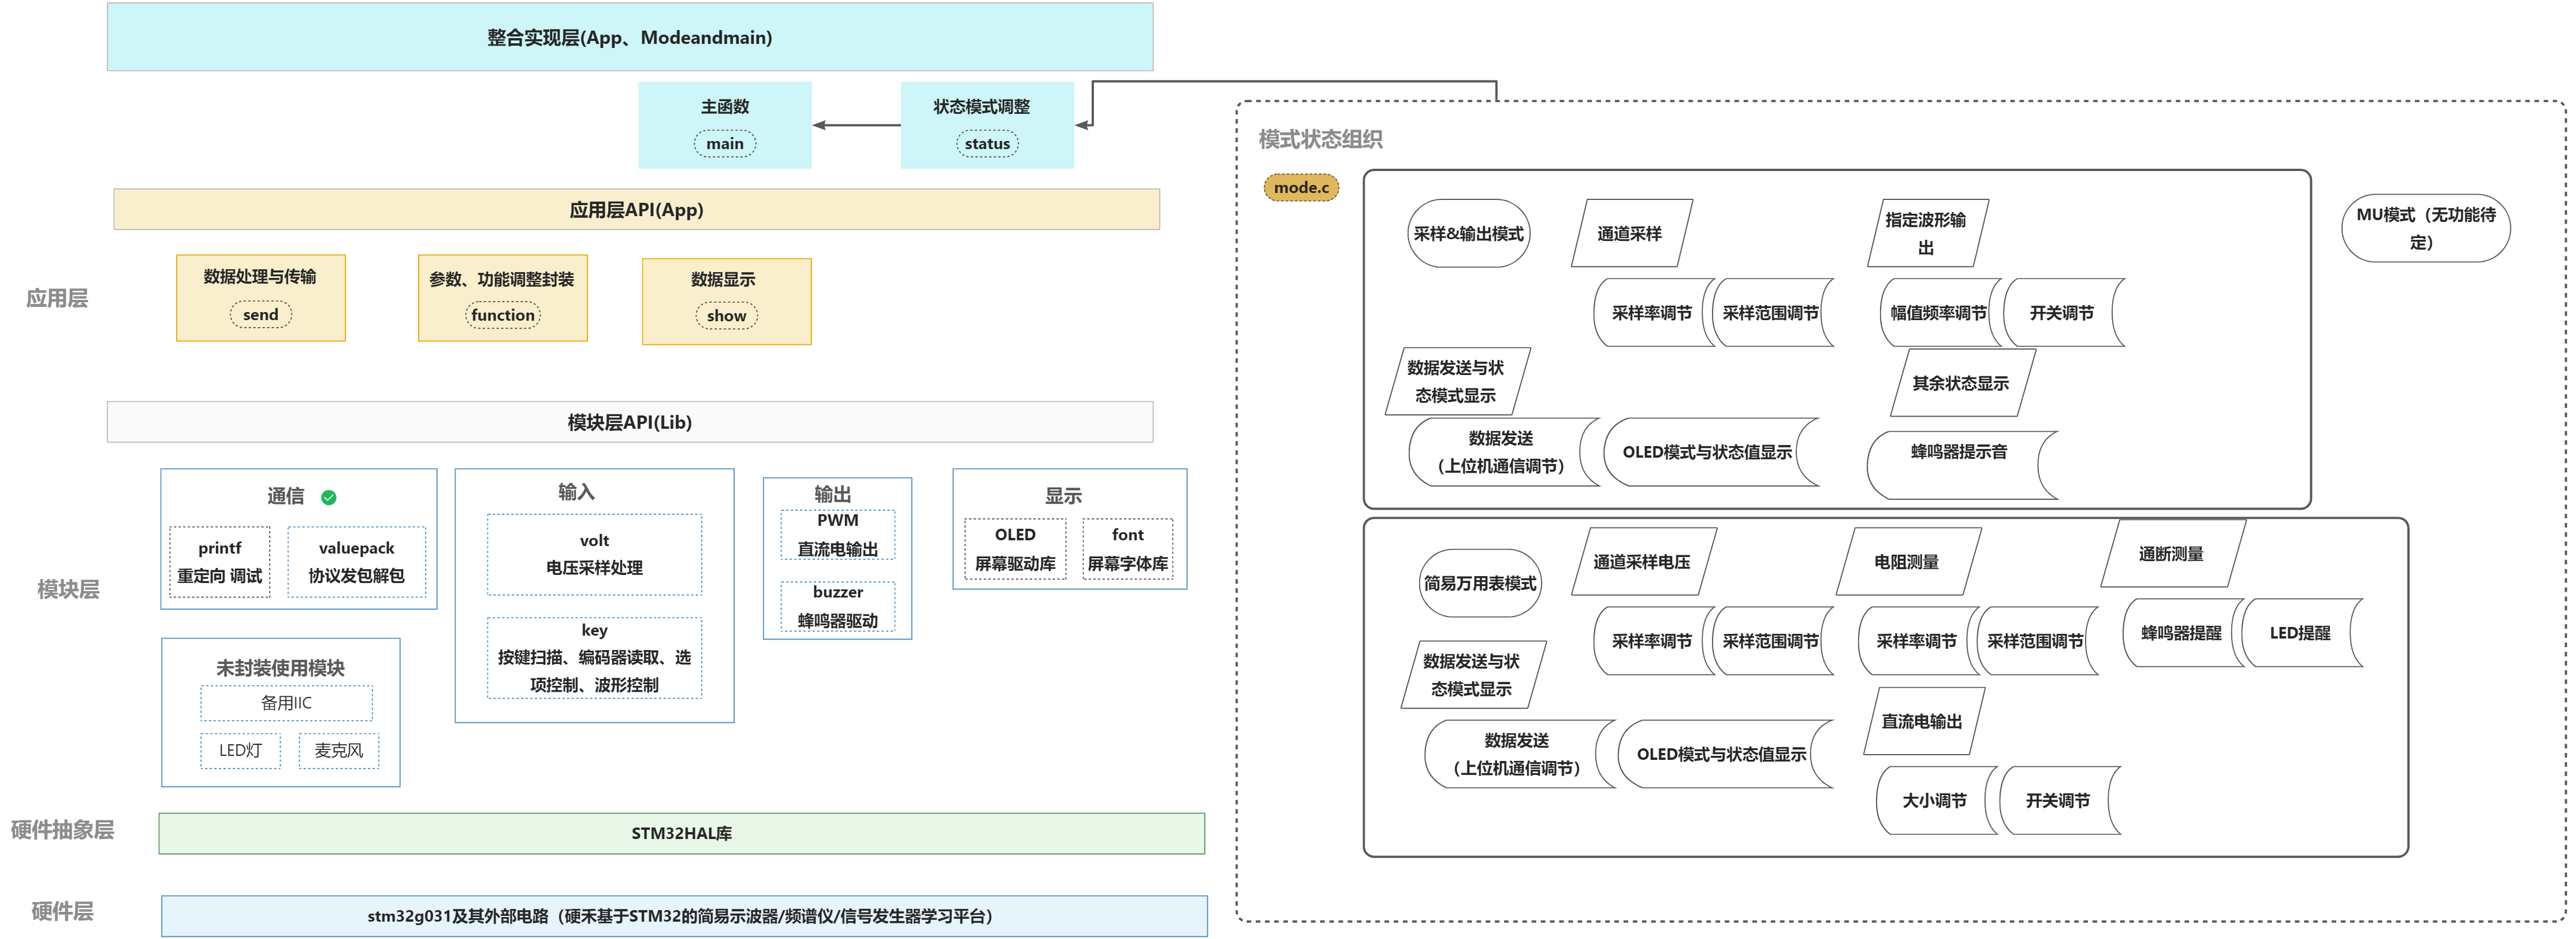 整合实现层(App、Modeandmain)
主函数
main
状态模式调整
status
应用层API(App)
应用层
数据处理与传输
send
参数、功能调整封装
function
数据显示
show
模块层API(Lib)
模块层
通信
printf
重定向 调试
valuepack
协议发包解包
输入
volt
电压采样处理
key
按键扫描、编码器读取、选
项控制、波形控制
输出
PWM
直流电输出
buzzer
蜂鸣器驱动
显示
OLED
屏幕驱动库
font
屏幕字体库
未封装使用模块
备用IIC
LED灯
麦克风
硬件抽象层
STM32HAL库
硬件层
stm32g031及其外部电路（硬禾基于STM32的简易示波器/频谱仪/信号发生器学习平台）
模式状态组织
mode.c
采样&输出模式
通道采样
指定波形输
出
采样率调节
采样范围调节
幅值频率调节
开关调节
数据发送与状
态模式显示
其余状态显示
数据发送
（上位机通信调节）
OLED模式与状态值显示
蜂鸣器提示音
MU模式（无功能待
定）
简易万用表模式
通道采样电压
电阻测量
通断测量
采样率调节
采样范围调节
采样率调节
采样范围调节
蜂鸣器提醒
LED提醒
数据发送与状
态模式显示
直流电输出
数据发送
（上位机通信调节）
OLED模式与状态值显示
大小调节
开关调节